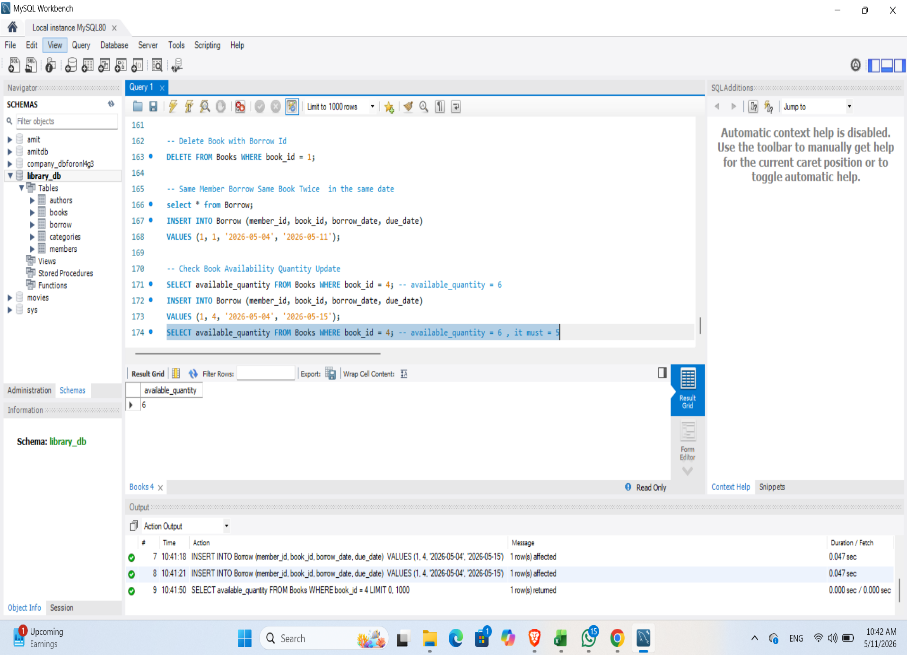 MySQL Workbench
Local instance MySQL80 X
File Edit View Query Database Server Tools Scripting Help
Navigator
SCHEMAS
Filter objects
amit
amitdb
company_dbforonHg3
library_db
Tables
authors
books
borrow
categories
members
Views
Stored Procedures
Functions
movies
sys
Administration Schemas
Information
Schema: library_db
Object Info Session
Query 1 x
Limit to 1000 rows
161
162 -- Delete Book with Borrow Id
163 DELETE FROM Books WHERE book_id = 1;
164
165 -- Same Member Borrow Same Book Twice in the same date
166 select * from Borrow;
167 INSERT INTO Borrow (member_id, book_id, borrow_date, due_date)
168 VALUES (1, 1, '2026-05-04', '2026-05-11');
169
170 -- Check Book Availability Quantity Update
171 SELECT available_quantity FROM Books WHERE book_id = 4; -- available_quantity = 6
172 INSERT INTO Borrow (member_id, book_id, borrow_date, due_date)
173 VALUES (1, 4, '2026-05-04', '2026-05-15');
174 SELECT available_quantity FROM Books WHERE book_id = 4; -- available_quantity = 6 , it must = 5
Result Grid Filter Rows: Export: Wrap Cell Content:
available_quantity
6
Result
Grid
Form
Editor
Books 4 x
Read Only
SQLAdditions
Jump to
Automatic context help is disabled.
Use the toolbar to manually get help
for the current caret position or to
toggle automatic help.
Context Help Snippets
Output
Action Output
# Time Action Message Duration / Fetch
7 10:41:18 INSERT INTO Borrow (member_id, book_id, borrow_date, due_date) VALUES (1, 4, '2026-05-04', '2026-05-15') 1 row(s) affected 0.047 sec
8 10:41:21 INSERT INTO Borrow (member_id, book_id, borrow_date, due_date) VALUES (1, 4, '2026-05-04', '2026-05-15') 1 row(s) affected 0.047 sec
9 10:41:50 SELECT available_quantity FROM Books WHERE book_id = 4 LIMIT 0, 1000 1 row(s) returned 0.000 sec / 0.000 sec
1
Upcoming
Earnings
Search
1
15
ENG
10:42 AM
5/11/2026